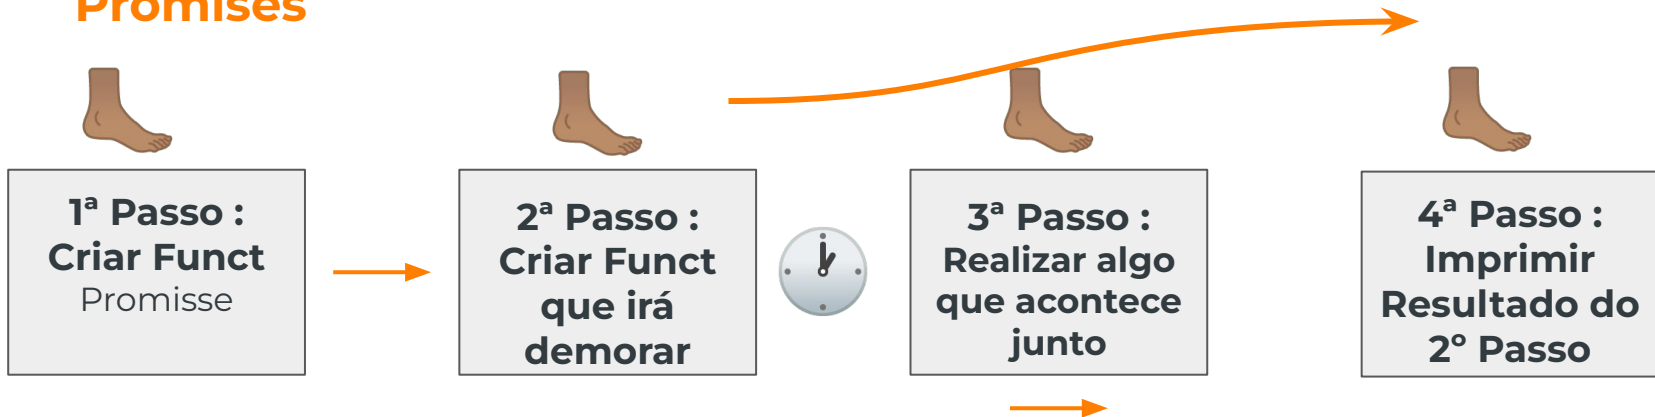 Promises
1ª Passo :
Criar Funct
Promisse
2ª Passo :
Criar Funct
que irá
demorar
3ª Passo :
Realizar algo
que acontece
junto
4ª Passo :
Imprimir
Resultado do
2º Passo